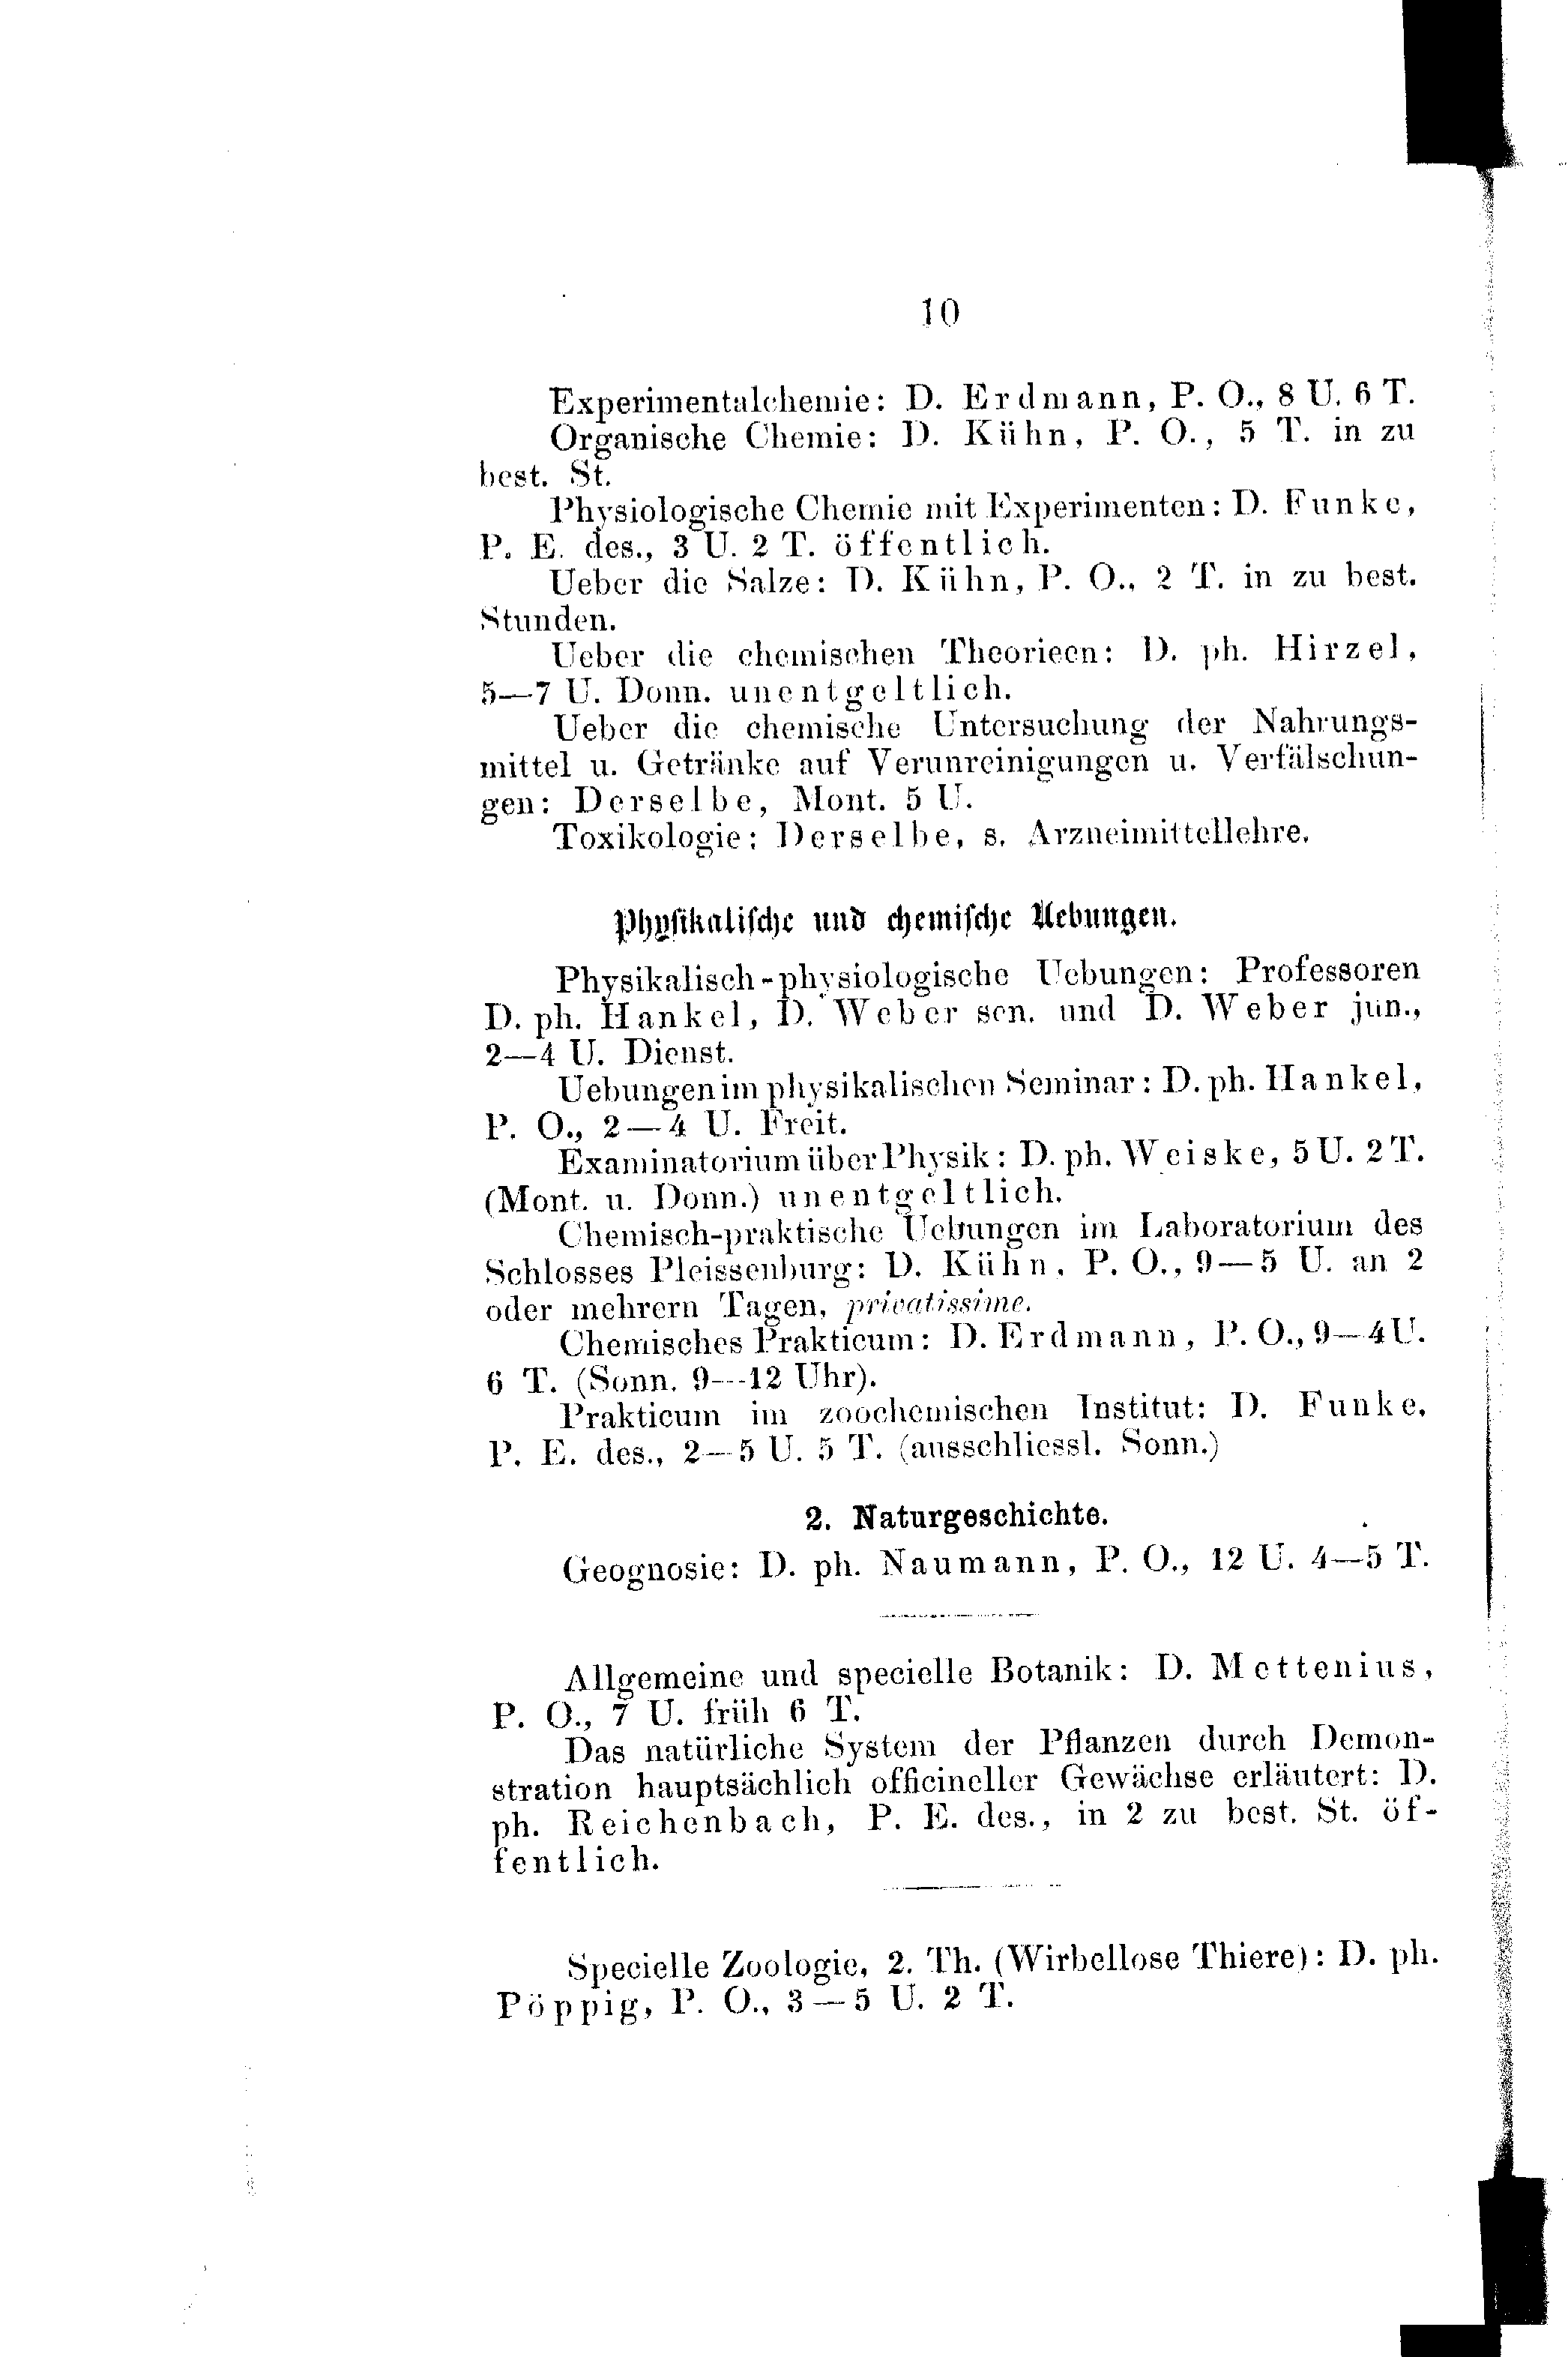 10
Experimentalchemie: D. Erdmann, P. O., 8 U. 6 T.
Organische Chemie: D. Kühn, P. O., 5 T. in zu
best. St.
Physiologische Chemie mit Experimenten: D. Funke,
P. E. des., 3 U. 2 T. öffentlich.
Ueber die Salze: D. Kühn, P. O., 2 T. in zu best.
Stunden.
Ueber die chemischen Theorieen: D. ph. Hirzel,
5—7 U. Donn. unentgeltlich.
Ueber die chemische Untersuchung der Nahrungs-
mittel u. Getränke auf Verunreinigungen u. Verfälschun-
gen: Derselbe, Mont. 5 U.
Toxikologie: Derselbe, s. Arzneimittellehre.
Physikalische und chemische Uebungen.
Physikalisch-physiologische Uebungen: Professoren
D. ph. Hankel, D. Weber sen. und D. Weber jun.,
2—4 U. Dienst.
Uebungen im physikalischen Seminar: D. ph. Hankel,
P. O., 2—4 U. Freit.
Examinatorium über Physik: D. ph. Weiske, 5 U. 2 T.
(Mont. u. Donn.) unentgeltlich.
Chemisch-praktische Uebungen im Laboratorium des
Schlosses Pleissenburg: D. Kühn, P. O., 9—5 U. an 2
oder mehrern Tagen, privatissime.
Chemisches Prakticum: D. Erdmann, P. O., 9—4 U.
6 T. (Sonn. 9—12 Uhr).
Prakticum im zoochemischen Institut: D. Funke,
P. E. des., 2—5 U. 5 T. (ausschliessl. Sonn.)
2. Naturgeschichte.
Geognosie: D. ph. Naumann, P. O., 12 U. 4—5 T.
Allgemeine und specielle Botanik: D. Mettenius,
P. O., 7 U. früh 6 T.
Das natürliche System der Pflanzen durch Demon-
stration hauptsächlich officineller Gewächse erläutert: D.
ph. Reichenbach, P. E. des., in 2 zu best. St. öf-
fentlich.
Specielle Zoologie, 2. Th. (Wirbellose Thiere): D. ph.
Pöppig, P. O., 3—5 U. 2 T.